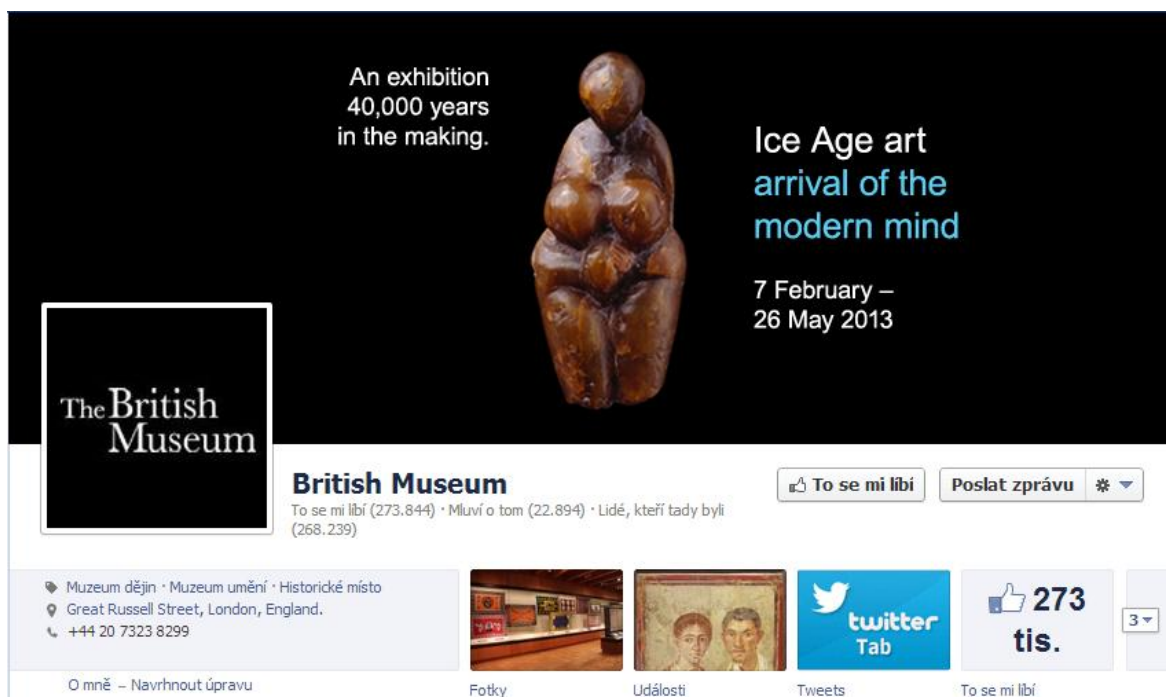 An exhibition
40,000 years
in the making.
Ice Age art
arrival of the
modern mind
7 February –
26 May 2013
The British
Museum
British Museum
To se mi líbí (273.844) · Mluví o tom (22.894) · Lidé, kteří tady byli
(268.239)
To se mi líbí
Poslat zprávu
Muzeum dějin · Muzeum umění · Historické místo
Great Russell Street, London, England.
+44 20 7323 8299
O mně – Navrhnout úpravu
twitter
Tab
273
tis.
3
Fotky
Události
Tweets
To se mi líbí